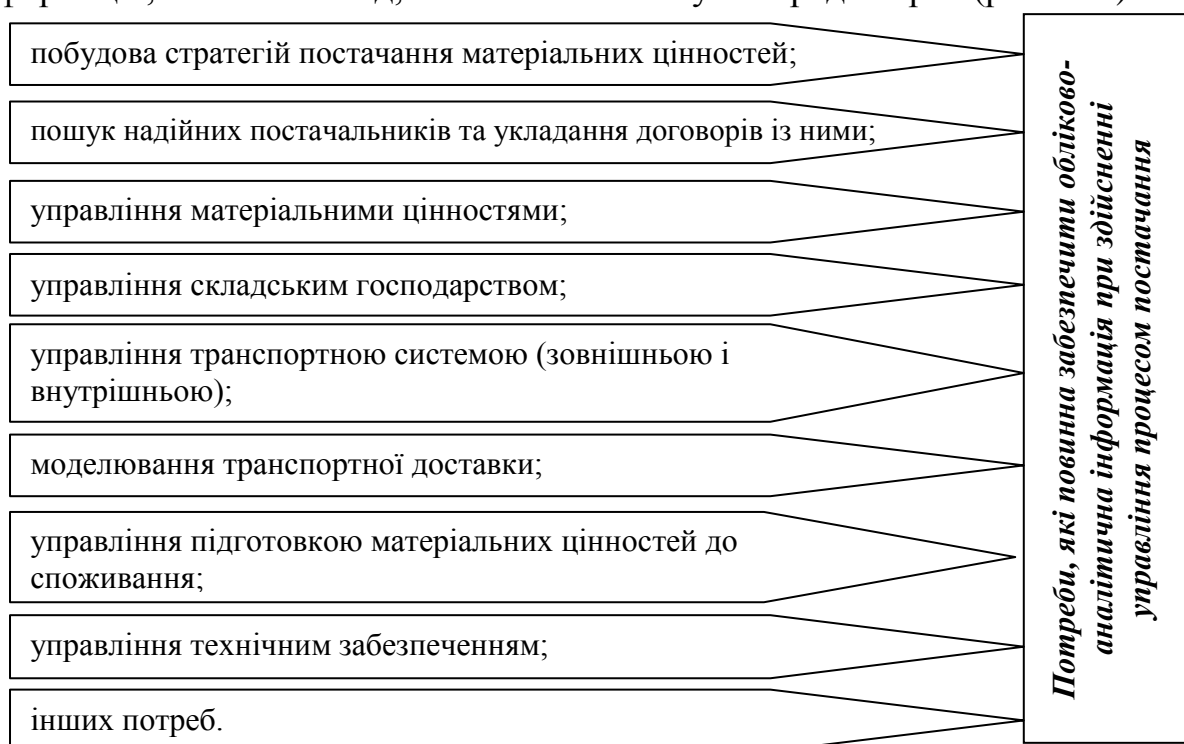 побудова стратегій постачання матеріальних цінностей;
пошук надійних постачальників та укладання договорів із ними;
управління матеріальними цінностями;
управління складським господарством;
управління транспортною системою (зовнішньою і
внутрішньою);
моделювання транспортної доставки;
управління підготовкою матеріальних цінностей до
споживання;
управління технічним забезпеченням;
інших потреб.
Потреби, які повинна забезпечити обліково-
аналітична інформація при здійсненні
управління процесом постачання